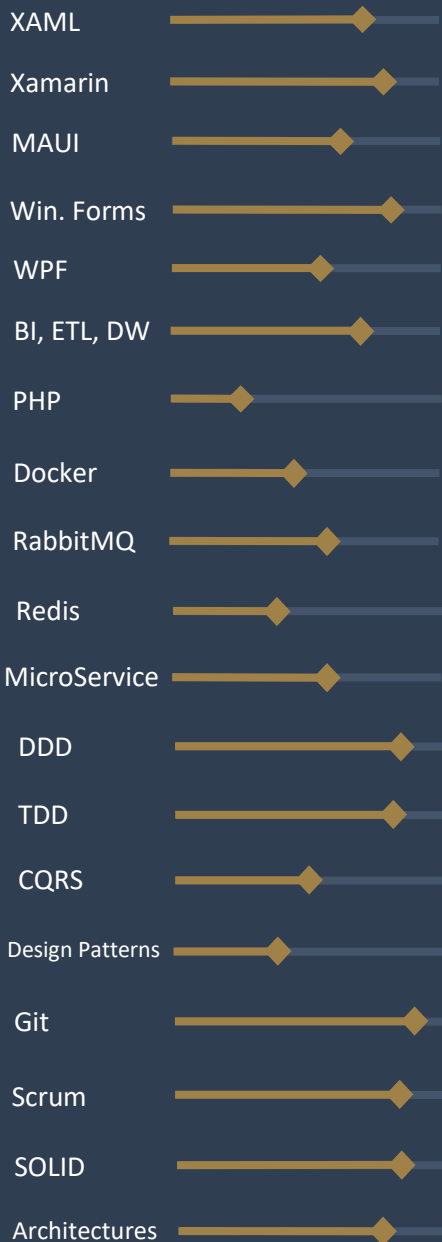 XAML
Xamarin
MAUI
Win. Forms
WPF
BI, ETL, DW
PHP
Docker
RabbitMQ
Redis
MicroService
DDD
TDD
CQRS
Design Patterns
Git
Scrum
SOLID
Architectures